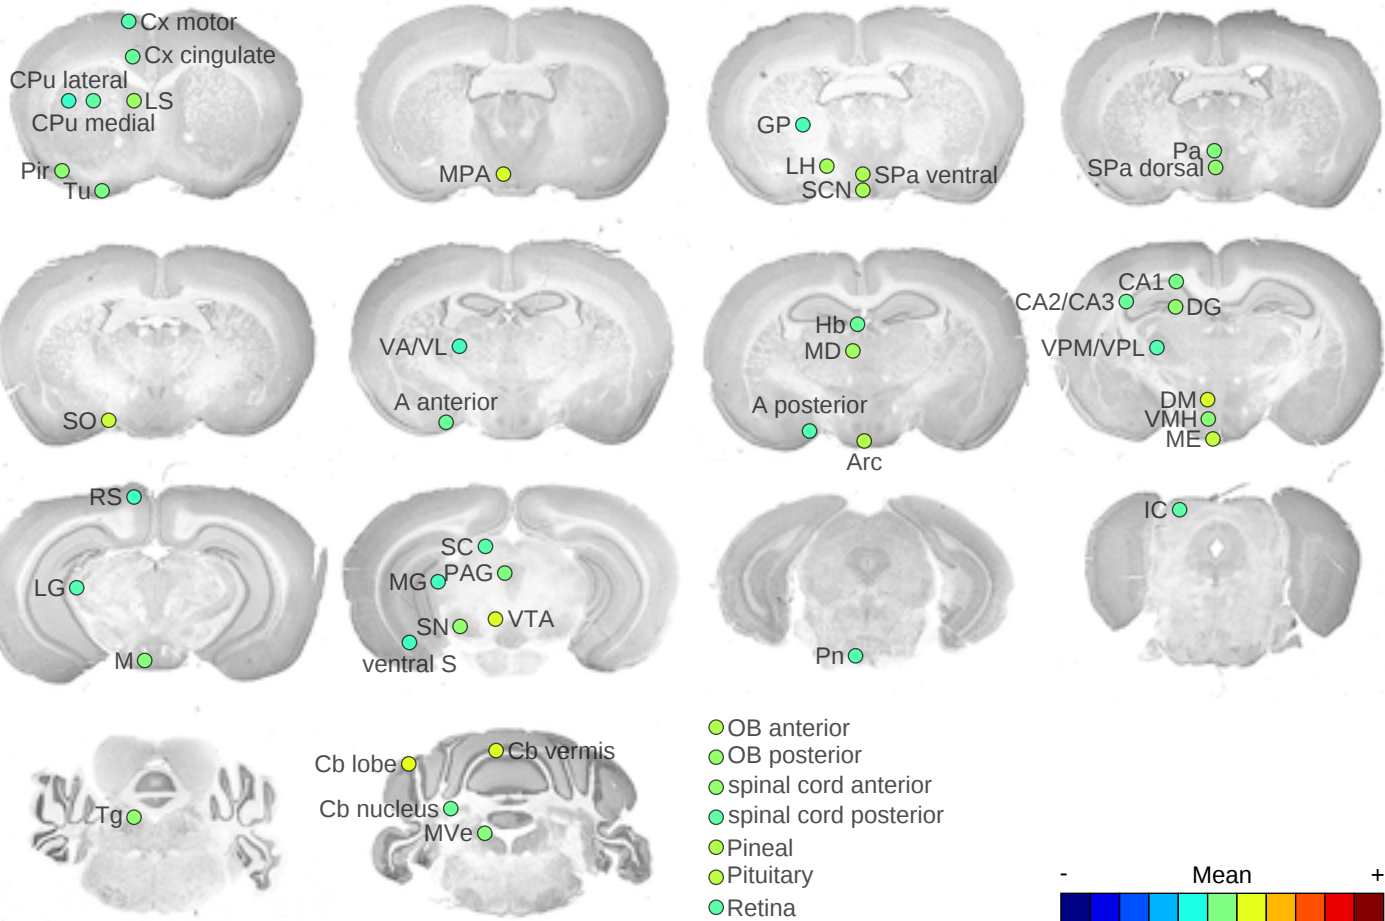 Cx motor
Cx cingulate
CPu lateral
LS
CPu medial
Pir
Tu
MPA
GP
LH
SPa ventral
SCN
Pa
SPa dorsal
SO
VA/VL
A anterior
Hb
MD
A posterior
Arc
CA1
CA2/CA3
DG
VPM/VPL
DM
VMH
ME
RS
LG
M
SC
PAG
MG
SN
VTA
ventral S
Pn
IC
Tg
Cb lobe
Cb vermis
Cb nucleus
MVe
OB anterior
OB posterior
spinal cord anterior
spinal cord posterior
Pineal
Pituitary
Retina
- Mean +